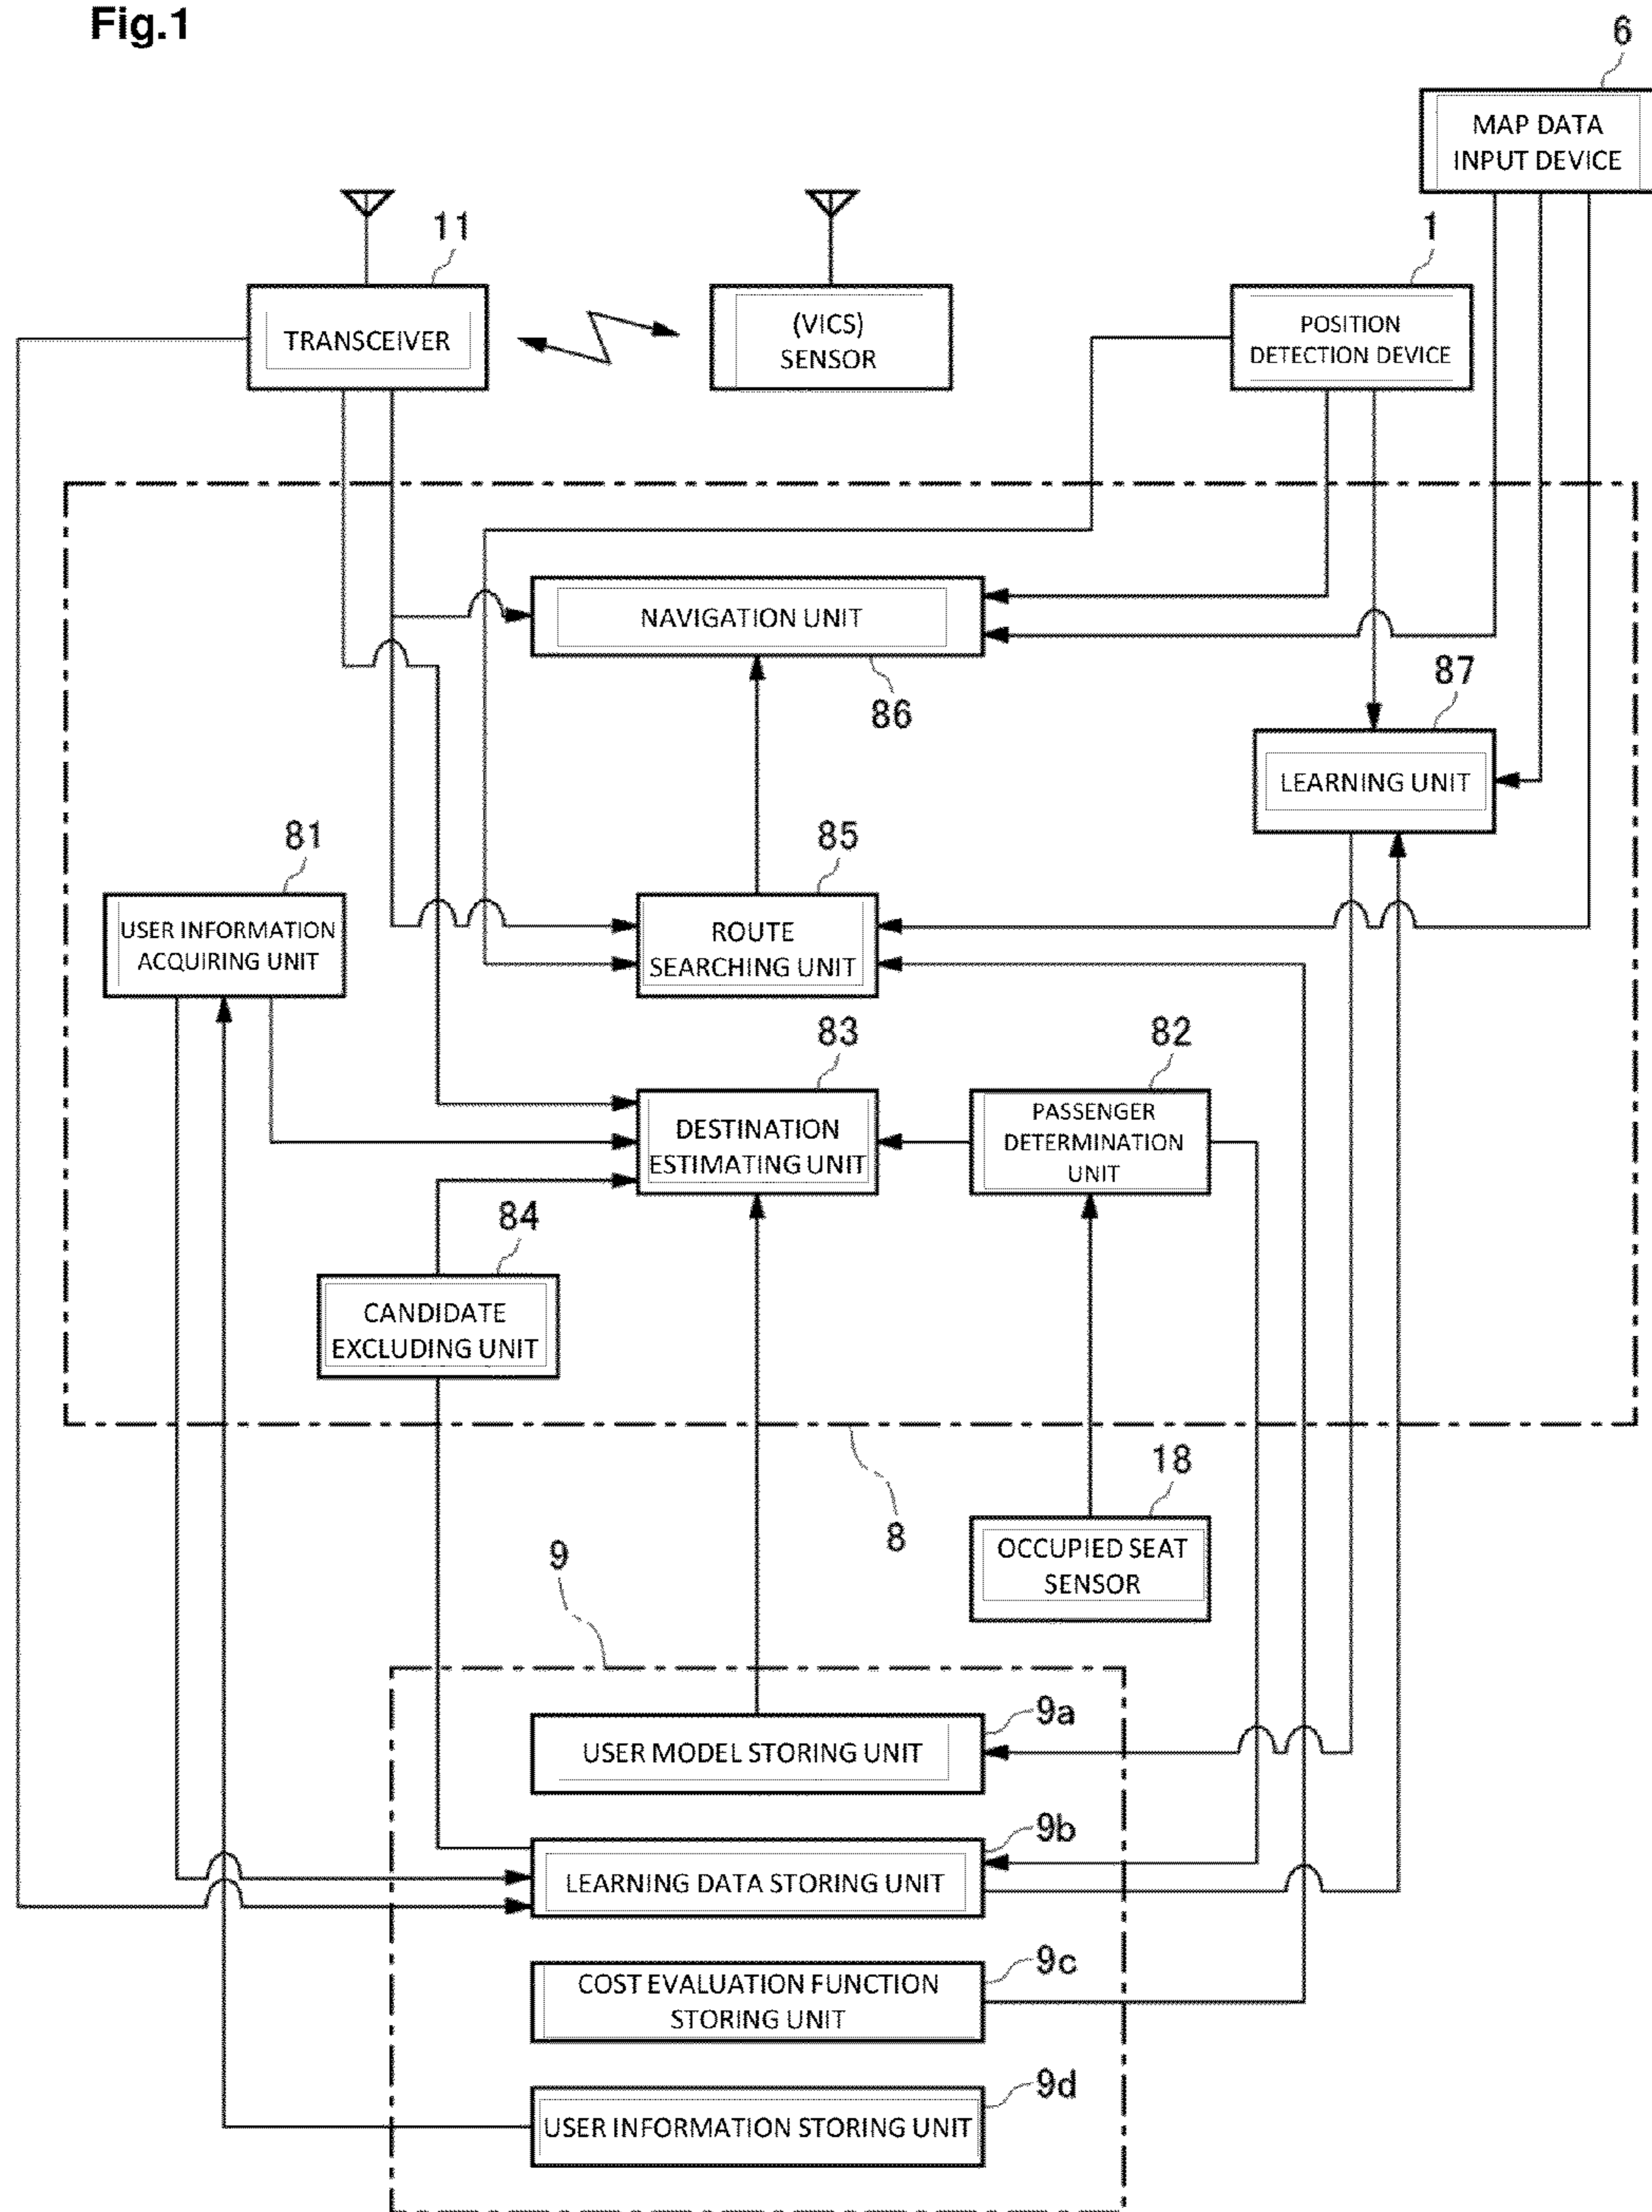 Fig.1
6
MAP DATA
INPUT DEVICE
11
TRANSCEIVER
(VICS)
SENSOR
1
POSITION
DETECTION DEVICE
NAVIGATION UNIT
86
87
LEARNING UNIT
81
USER INFORMATION
ACQUIRING UNIT
85
ROUTE
SEARCHING UNIT
83
DESTINATION
ESTIMATING UNIT
82
PASSENGER
DETERMINATION
UNIT
84
CANDIDATE
EXCLUDING UNIT
8
18
OCCUPIED SEAT
SENSOR
9
9a
USER MODEL STORING UNIT
9b
LEARNING DATA STORING UNIT
9c
COST EVALUATION FUNCTION
STORING UNIT
9d
USER INFORMATION STORING UNIT